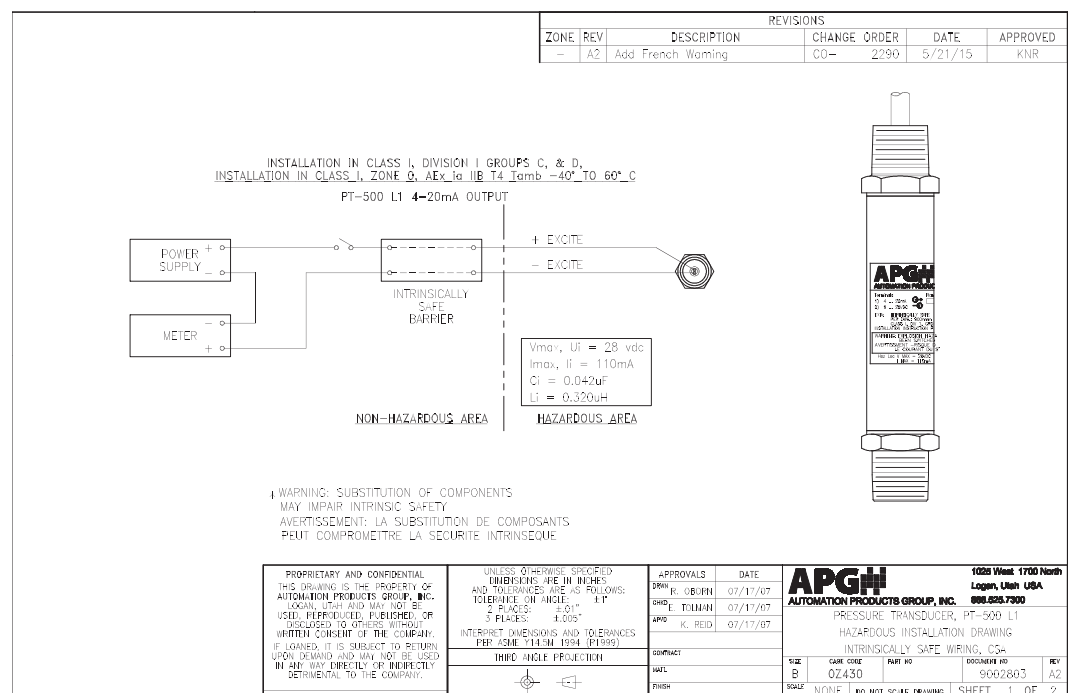 REVISIONS
ZONE REV DESCRIPTION CHANGE ORDER DATE APPROVED
- A2 Add French Warning CO- 2290 5/21/15 KNR
INSTALLATION IN CLASS I, DIVISION I GROUPS C, & D,
INSTALLATION IN CLASS I, ZONE 0, AEx ia IIB T4 Tamb -40° TO 60° C
PT-500 L1 4-20mA OUTPUT
POWER
SUPPLY
+
-
METER
-
+
INTRINSICALLY
SAFE
BARRIER
+ EXCITE
- EXCITE
Vmax, Ui = 28 vdc
Imax, Ii = 110mA
Ci = 0.042uF
Li = 0.320uH
NON-HAZARDOUS AREA
HAZARDOUS AREA
APG
AUTOMATION PRODUC
WARNING: SUBSTITUTION OF COMPONENTS
MAY IMPAIR INTRINSIC SAFETY
AVERTISSEMENT: LA SUBSTITUTION DE COMPOSANTS
PEUT COMPROMETTRE LA SECURITE INTRINSEQUE
PROPRIETARY AND CONFIDENTIAL
THIS DRAWING IS THE PROPERTY OF
AUTOMATION PRODUCTS GROUP, INC.
LOGAN, UTAH AND MAY NOT BE
USED, REPRODUCED, PUBLISHED, OR
DISCLOSED TO OTHERS WITHOUT
WRITTEN CONSENT OF THE COMPANY.
IF LOANED, IT IS SUBJECT TO RETURN
UPON DEMAND AND MAY NOT BE USED
IN ANY WAY DIRECTLY OR INDIRECTLY
DETRIMENTAL TO THE COMPANY.
UNLESS OTHERWISE SPECIFIED
DIMENSIONS ARE IN INCHES
AND TOLERANCES ARE AS FOLLOWS:
TOLERANCE ON ANGLE: ±1°
2 PLACES: ±.01"
3 PLACES: ±.005"
INTERPRET DIMENSIONS AND TOLERANCES
PER ASME Y14.5M 1994 (R1999)
THIRD ANGLE PROJECTION
APPROVALS DATE
DRWN R. OBORN 07/17/07
CHKD E. TOLMAN 07/17/07
APVD K. REID 07/17/07
CONTRACT
MATL
FINISH
APG
AUTOMATION PRODUCTS GROUP, INC.
1025 West 1700 North
Logan, Utah USA
888.525.7300
PRESSURE TRANSDUCER, PT-500 L1
HAZARDOUS INSTALLATION DRAWING
INTRINSICALLY SAFE WIRING, CSA
SIZE CAGE CODE PART NO DOCUMENT NO REV
B 0Z430 9002803 A2
SCALE NONE DO NOT SCALE DRAWING SHEET 1 OF 2